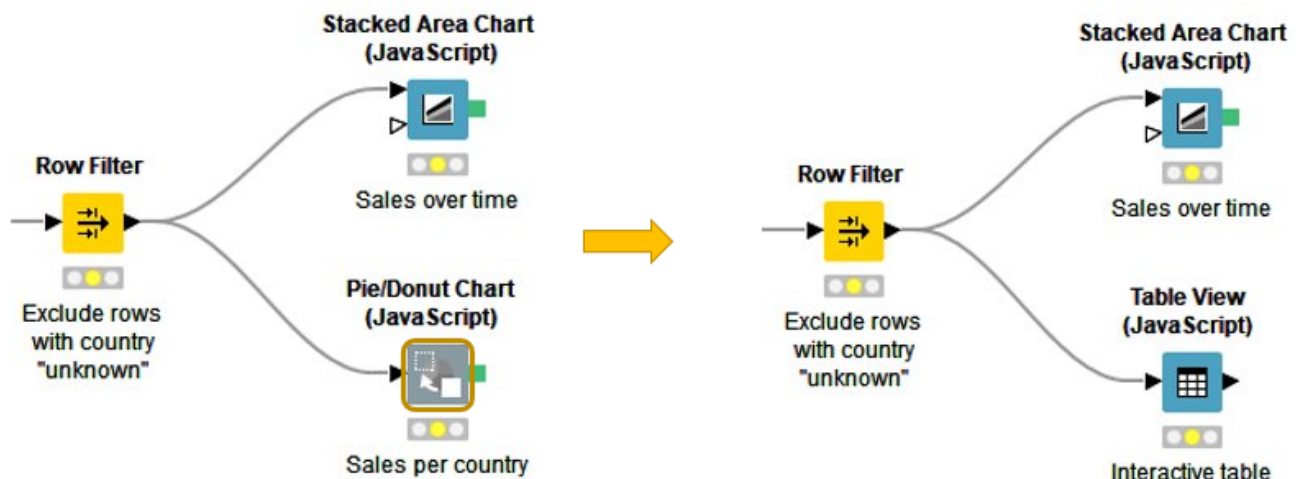 Stacked Area Chart
(JavaScript)
Sales over time
Row Filter
Exclude rows
with country
"unknown"
Pie/Donut Chart
(JavaScript)
Sales per country
Stacked Area Chart
(JavaScript)
Sales over time
Row Filter
Exclude rows
with country
"unknown"
Table View
(JavaScript)
Interactive table